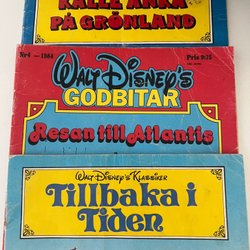 KALLE ANKA
PÅ GRÖNLAND
Nr4 - 1984
Pris 9:75
WALT DISNEY'S
GODBITAR
Resan till Atlantis
WALT DISNEY'S KLASSIKER
Tillbaka i
Tiden